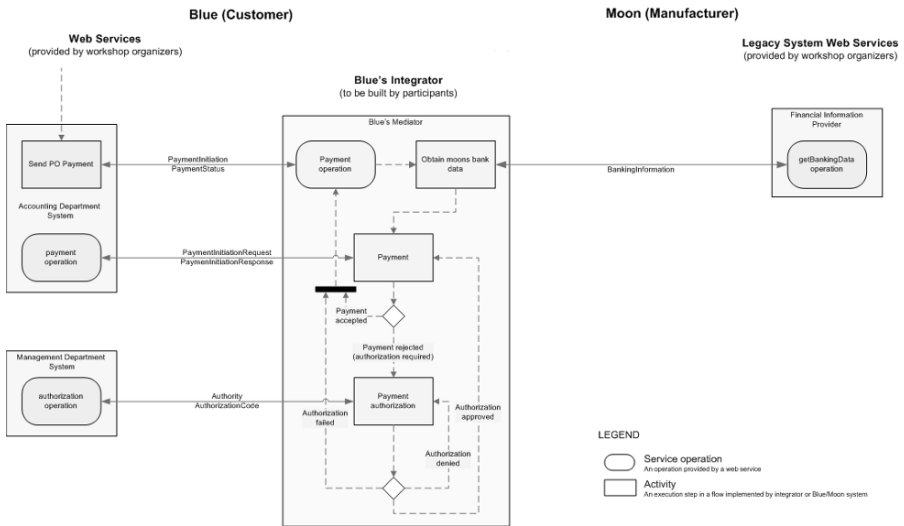 Blue (Customer)
Moon (Manufacturer)
Web Services
(provided by workshop organizers)
Legacy System Web Services
(provided by workshop organizers)
Blue's Integrator
(to be built by participants)
Blue's Mediator
Financial Information
Provider
Send PO Payment
PaymentInitiation
PaymentStatus
Payment
operation
Obtain moons bank
data
BankingInformation
getBankingData
operation
Accounting Department
System
payment
operation
PaymentInitiationRequest
PaymentInitiationResponse
Payment
Payment
accepted
Payment rejected
(authorization required)
Management Department
System
authorization
operation
Authority
AuthorizationCode
Payment
authorization
Authorization
failed
Authorization
approved
Authorization
denied
LEGEND
Service operation
An operation provided by a web service
Activity
An execution step in a flow implemented by integrator or Blue/Moon system